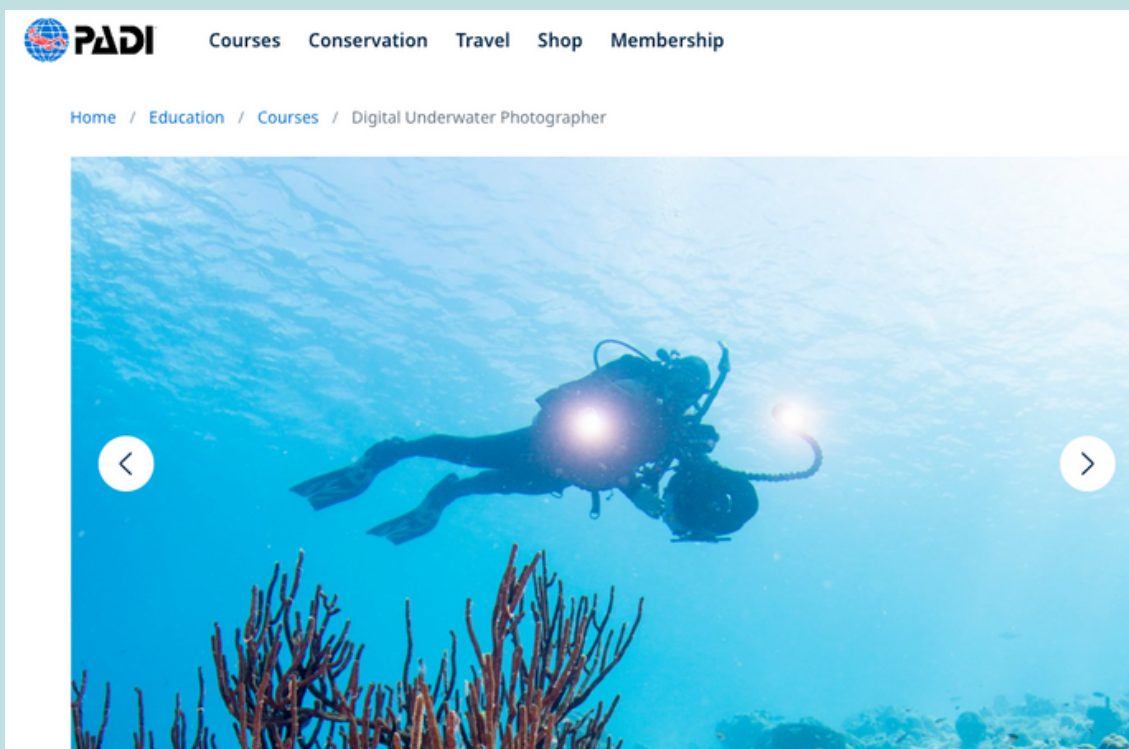 PADI Courses Conservation Travel Shop Membership
Home / Education / Courses / Digital Underwater Photographer